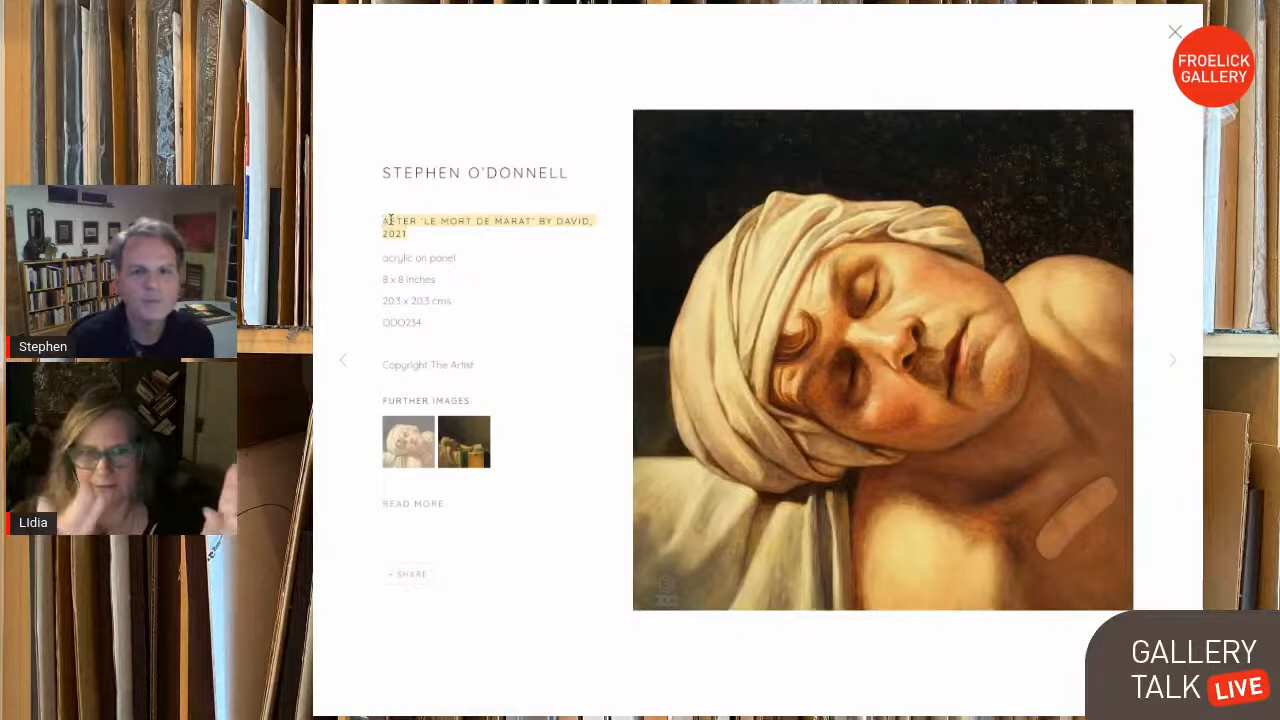 FROELICK
GALLERY
STEPHEN O'DONNELL
AFTER 'LE MORT DE MARAT' BY DAVID,
2021
acrylic on panel
8 x 8 inches
20.3 x 20.3 cms
ODO234
Copyright The Artist
FURTHER IMAGES
READ MORE
+ SHARE
Stephen
LIdia
GALLERY
TALK LIVE